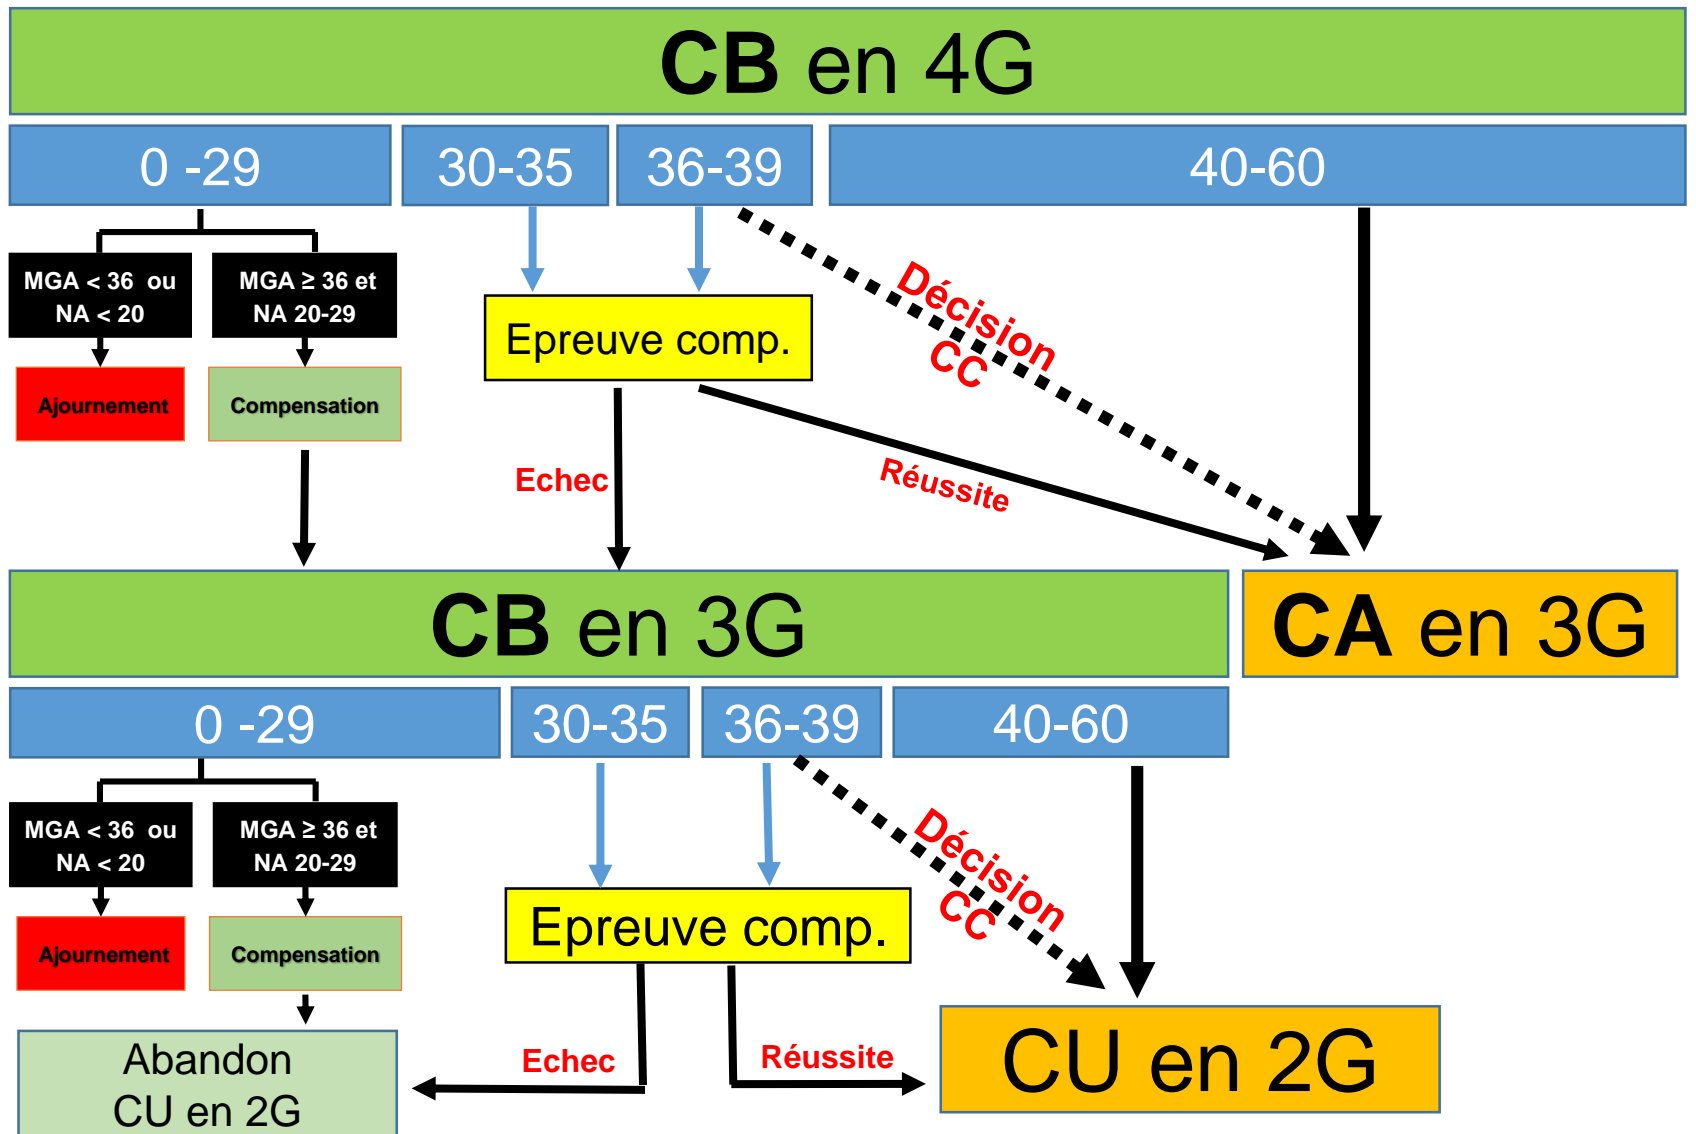 CB en 4G
0 -29
30-35
36-39
40-60
MGA < 36 ou
NA < 20
MGA ≥ 36 et
NA 20-29
Décision
CC
Epreuve comp.
Ajournement
Compensation
Echec
Réussite
CB en 3G
CA en 3G
0 -29
30-35
36-39
40-60
MGA < 36 ou
NA < 20
MGA ≥ 36 et
NA 20-29
Décision
CC
Epreuve comp.
Ajournement
Compensation
Abandon
CU en 2G
Echec
Réussite
CU en 2G